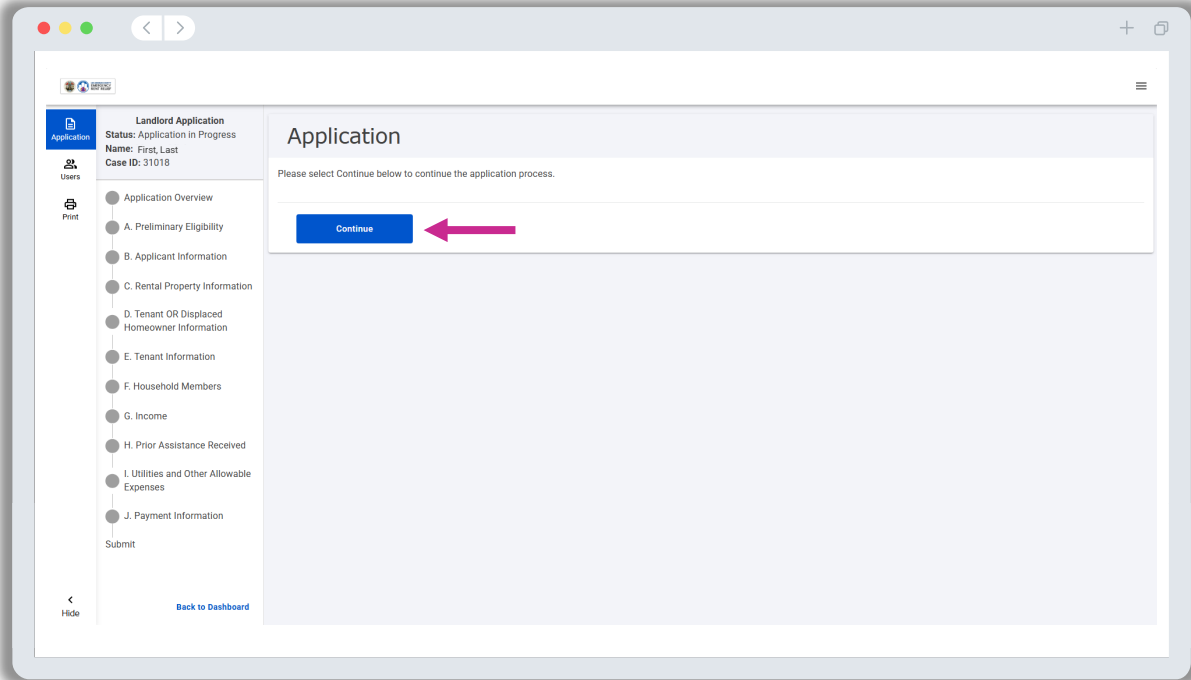 EMERGENCY
RENT RELIEF
Application
Users
Print
Hide
Landlord Application
Status: Application in Progress
Name: First, Last
Case ID: 31018
Application Overview
A. Preliminary Eligibility
B. Applicant Information
C. Rental Property Information
D. Tenant OR Displaced
Homeowner Information
E. Tenant Information
F. Household Members
G. Income
H. Prior Assistance Received
I. Utilities and Other Allowable
Expenses
J. Payment Information
Submit
Back to Dashboard
Application
Please select Continue below to continue the application process.
Continue